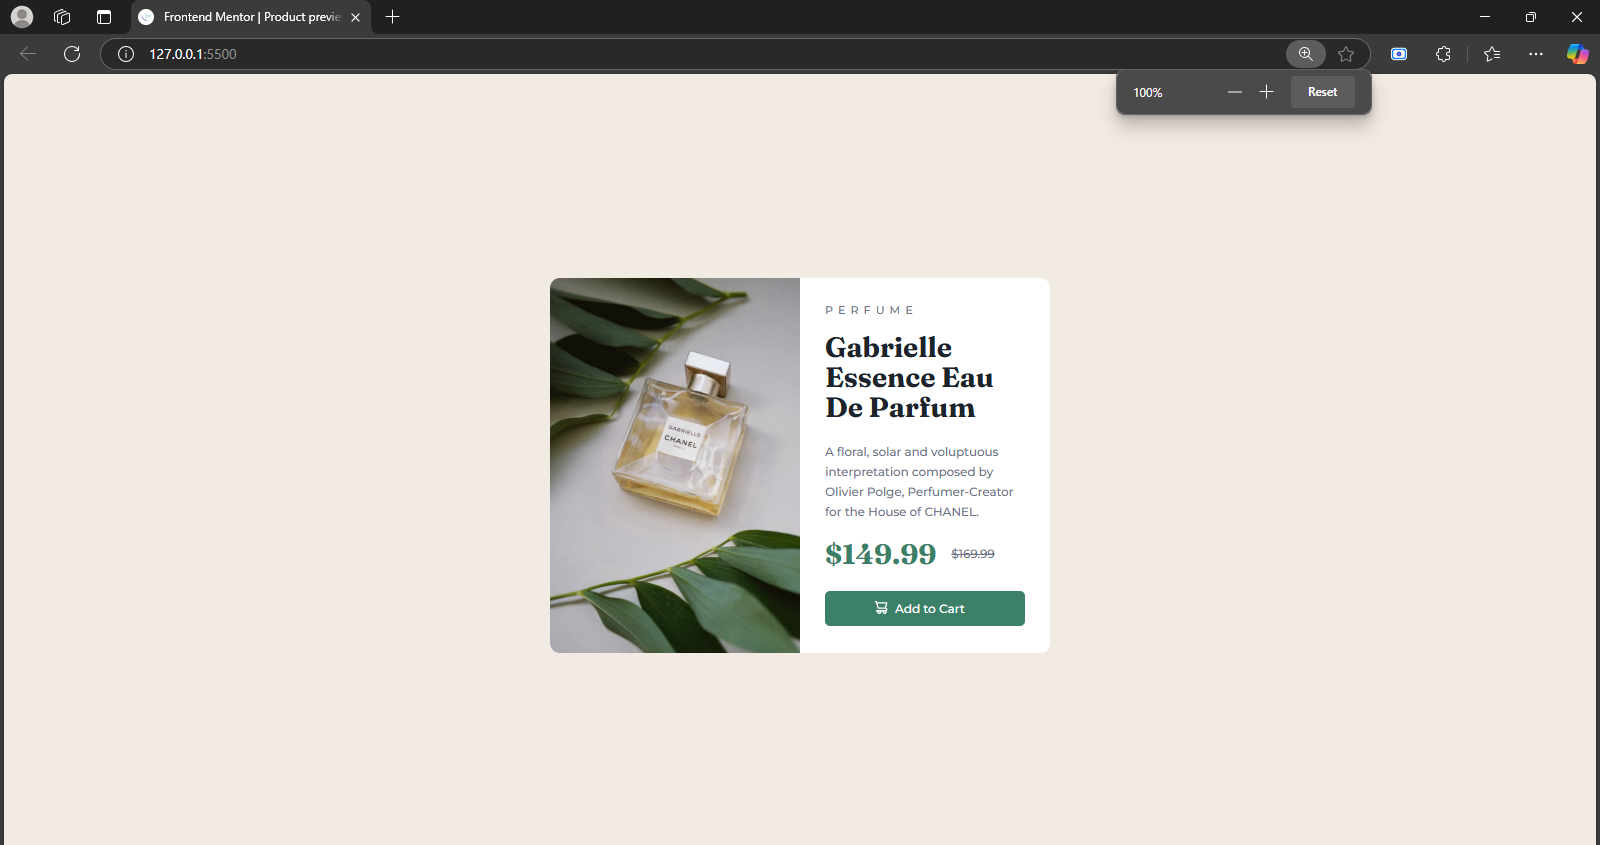 Frontend Mentor | Product previe
127.0.0.1:5500
100%
Reset
PERFUME
Gabrielle
Essence Eau
De Parfum
A floral, solar and voluptuous
interpretation composed by
Olivier Polge, Perfumer-Creator
for the House of CHANEL.
$149.99 $169.99
Add to Cart
GABRIELLE
CHANEL
PARIS